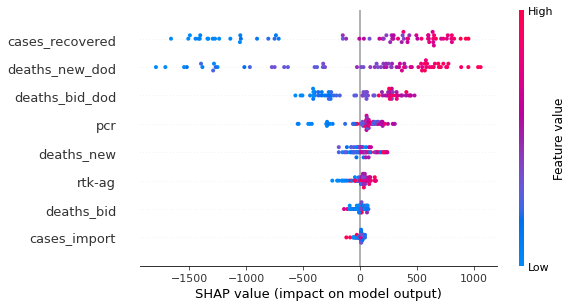 High
cases_recovered
deaths_new_dod
deaths_bid_dod
pcr
deaths_new
rtk-ag
deaths_bid
cases_import
Feature value
Low
−1500 −1000 −500 0 500 1000
SHAP value (impact on model output)